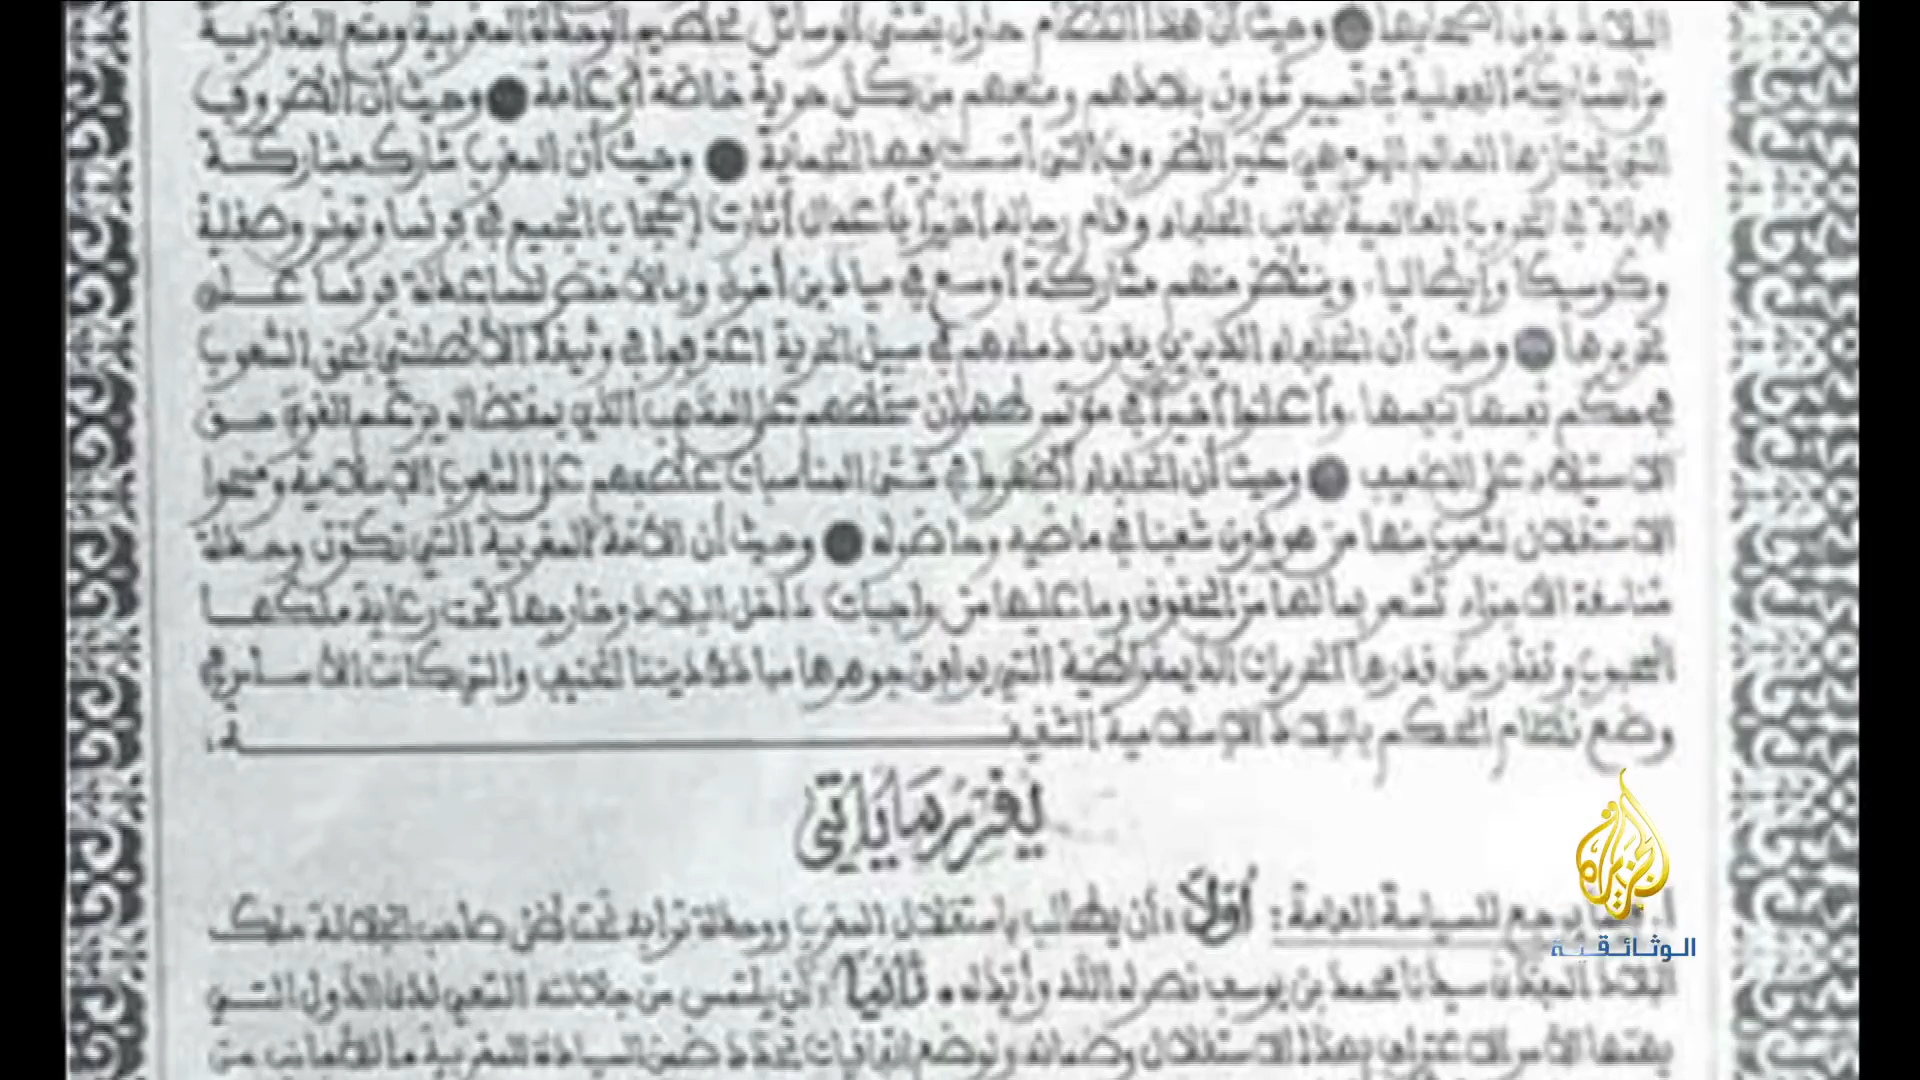 البلاد دون أصحابها ● وحيث أن هذا النظام حاول بشتى الوسائل تحطيم الوحدة المغربية ومنع المغاربة
من المشاركة الفعلية في تسيير شؤون بلادهم ومنعهم من كل حرية خاصة أو عامة ● وحيث أن الظروف
التي يجتازها العالم اليوم هي غير الظروف التي أسست فيها الحماية ● وحيث أن المغرب شارك مشاركة
فعالة في الحروب العالمية بجانب الحلفاء وقام رجاله أخيرا بأعمال أثارت إعجاب الجميع في فرنسا وتونس وصقلية
وكورسيكا وإيطاليا، وينتظر منهم مشاركة أوسع في ميادين أخرى وبالأخص لمساعدة فرنسا على
تحريرها ● وحيث أن الحلفاء الذين يريقون دماءهم في سبيل الحرية اعترفوا في وثيقة الأطلنتي بحق الشعوب
في حكم نفسها بنفسها، وأعلنوا أخيرا في مؤتمر طهران سخطهم على المذهب الذي بمقتضاه يزعم القوي حق
الاستيلاء على الضعيف ● وحيث أن الحلفاء أظهروا في شتى المناسبات عطفهم على الشعوب الإسلامية ومنحوا
الاستقلال لشعوب منها من هو دون شعبنا في ماضيه وحاضره ● وحيث أن الأمة المغربية التي تكون وحدة
متناسقة الأجزاء تشعر بما لها من الحقوق وما عليها من واجبات داخل البلاد وخارجها تحت رعاية ملكها
المحبوب وتقدر حق قدرها الحريات الديمقراطية التي يوافق جوهرها مبادئ ديننا الحنيف والتي كانت الأساس في
وضع نظام الحكم بالبلاد الإسلامية الشقيقة.
يقرر ما يأتي
أ. فيما يرجع للسياسة العامة: أولا، أن يطالب باستقلال المغرب ووحدة ترابه تحت ظل صاحب الجلالة ملك
البلاد المفدى سيدنا محمد بن يوسف نصره الله وأيده. ثانيا، أن يلتمس من جلالته السعي لدى الدول التي
يهمها الأمر الاعتراف بهذا الاستقلال وضمانه ولوضع اتفاقيات تحدد ضمن السيادة المغربية ما للأجانب من
الجزيرة
الوثائقية